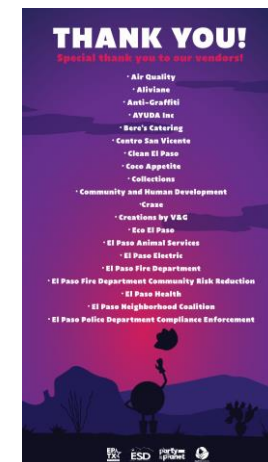 THANK YOU!
Special thank you to our vendors!
· Air Quality
· Aliviane
· Anti-Graffiti
· AYUDA Inc
· Bere's Catering
· Centro San Vicente
· Clean El Paso
· Coco Appetite
· Collections
· Community and Human Development
·Crase
· Creations by V&G
· Eco El Paso
· El Paso Animal Services
· El Paso Electric
· El Paso Fire Department
· El Paso Fire Department Community Risk Reduction
· El Paso Health
· El Paso Neighborhood Coalition
· El Paso Police Department Compliance Enforcement
EP
TX
ESD
party
planet